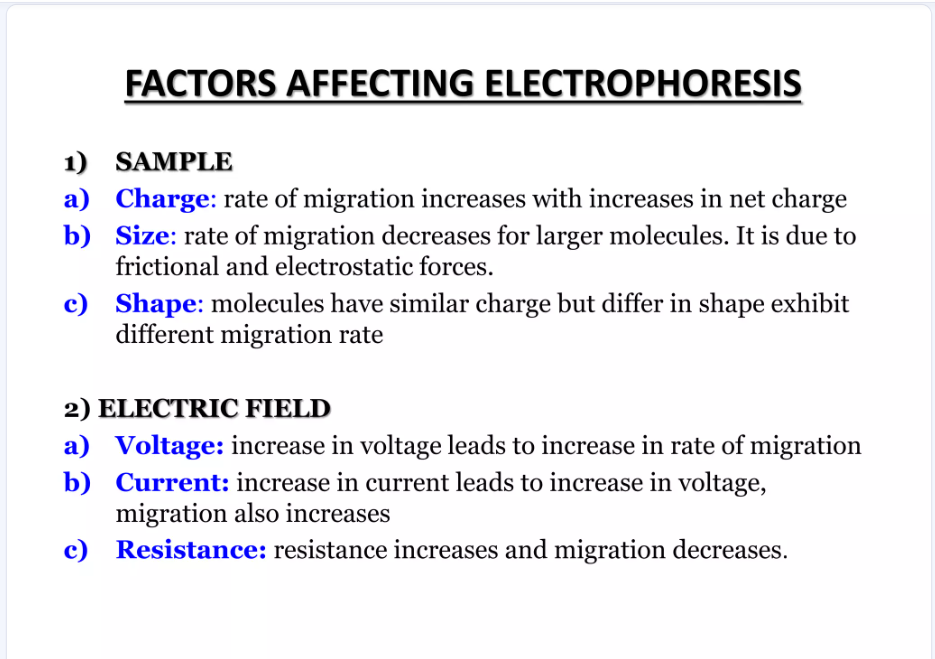 FACTORS AFFECTING ELECTROPHORESIS
1) SAMPLE
a) Charge: rate of migration increases with increases in net charge
b) Size: rate of migration decreases for larger molecules. It is due to
frictional and electrostatic forces.
c) Shape: molecules have similar charge but differ in shape exhibit
different migration rate
2) ELECTRIC FIELD
a) Voltage: increase in voltage leads to increase in rate of migration
b) Current: increase in current leads to increase in voltage,
migration also increases
c) Resistance: resistance increases and migration decreases.